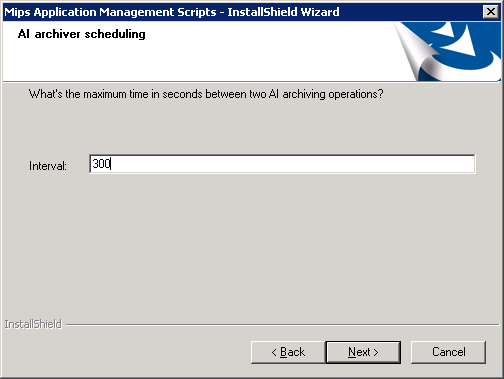 Mips Application Management Scripts - InstallShield Wizard
AI archiver scheduling
What's the maximum time in seconds between two AI archiving operations?
Interval: 300
InstallShield
< Back Next > Cancel